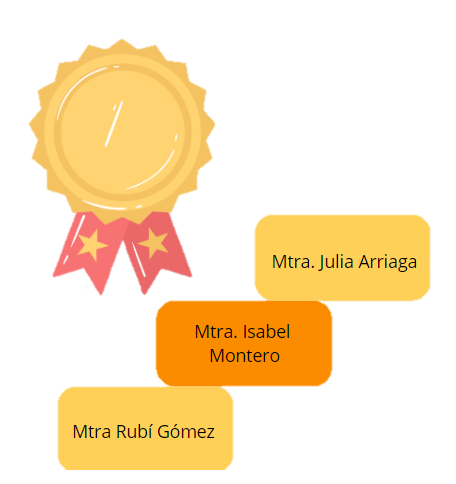 Mtra. Julia Arriaga
Mtra. Isabel
Montero
Mtra Rubí Gómez